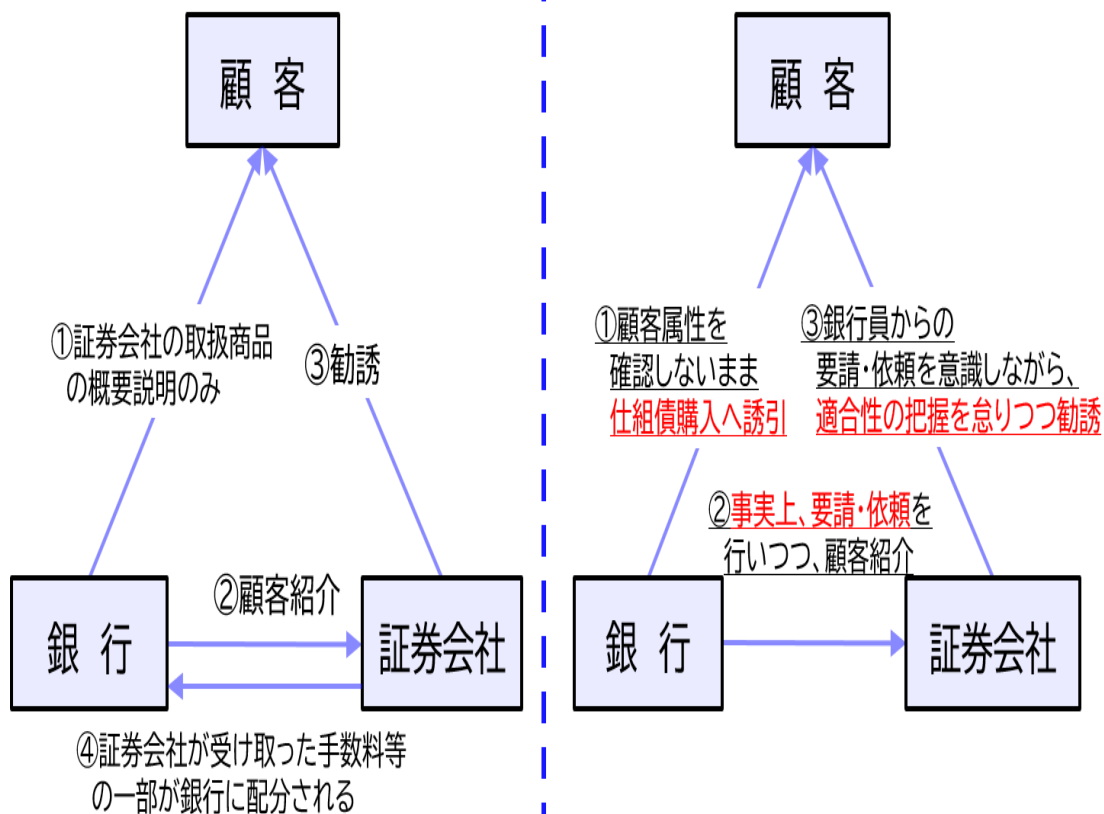 顧 客
①証券会社の取扱商品
の概要説明のみ
③勧誘
②顧客紹介
銀 行
証券会社
④証券会社が受け取った手数料等
の一部が銀行に配分される
顧 客
①顧客属性を
確認しないまま
仕組債購入へ誘引
③銀行員からの
要請・依頼を意識しながら、
適合性の把握を怠りつつ勧誘
②事実上、要請・依頼を
行いつつ、顧客紹介
銀 行
証券会社